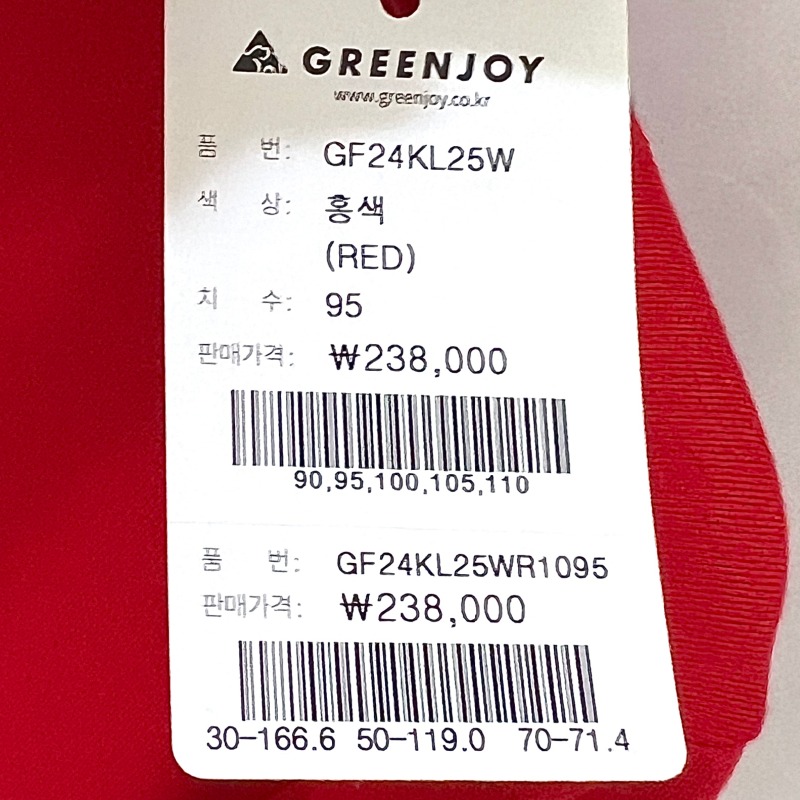 GREENJOY
www.greenjoy.co.kr
품 번: GF24KL25W
색 상: 홍색
(RED)
치 수: 95
판매가격: ₩238,000
90,95,100,105,110
품 번: GF24KL25WR1095
판매가격: ₩238,000
30-166.6 50-119.0 70-71.4